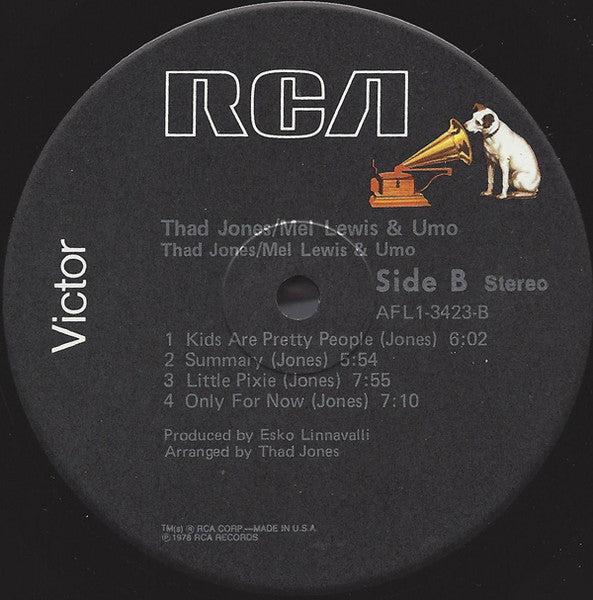 RCA
Victor
Thad Jones/Mel Lewis & Umo
Thad Jones/Mel Lewis & Umo
Side B Stereo
AFL1-3423-B
1 Kids Are Pretty People (Jones) 6:02
2 Summary (Jones) 5:54
3 Little Pixie (Jones) 7:55
4 Only For Now (Jones) 7:10
Produced by Esko Linnavalli
Arranged by Thad Jones
TM(s) ® RCA CORP.—MADE IN U.S.A.
℗ 1978 RCA RECORDS